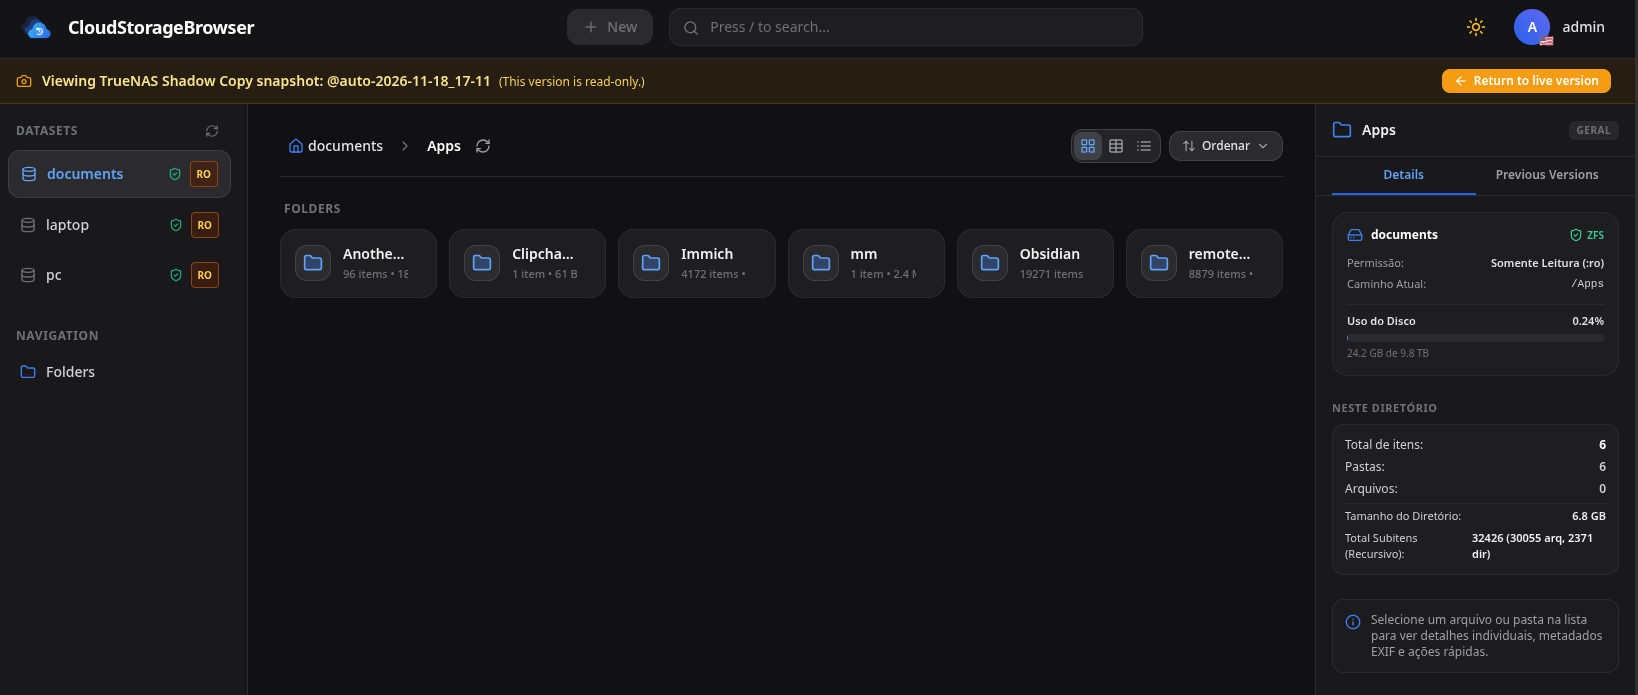 CloudStorageBrowser
New
Press / to search...
A
admin
Viewing TrueNAS Shadow Copy snapshot: @auto-2026-11-18_17-11 (This version is read-only.)
Return to live version
DATASETS
documents
RO
laptop
RO
pc
RO
NAVIGATION
Folders
documents > Apps
Ordenar
FOLDERS
Anothe...
96 items • 18
Clipcha...
1 item • 61 B
Immich
4172 items •
mm
1 item • 2.4
Obsidian
19271 items
remote...
8879 items •
Apps
GERAL
Details
Previous Versions
documents
ZFS
Permissão: Somente Leitura (:ro)
Caminho Atual: /Apps
Uso do Disco 0.24%
24.2 GB de 9.8 TB
NESTE DIRETÓRIO
Total de itens: 6
Pastas: 6
Arquivos: 0
Tamanho do Diretório: 6.8 GB
Total Subitens (Recursivo):
32426 (30055 arq, 2371 dir)
Selecione um arquivo ou pasta na lista
para ver detalhes individuais, metadados
EXIF e ações rápidas.